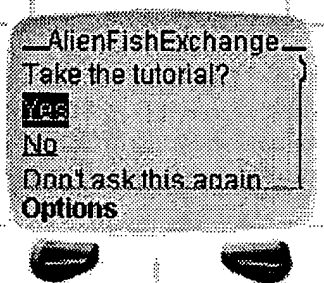 AlienFishExchange
Take the tutorial?
Yes
No
Don't ask this again
Options